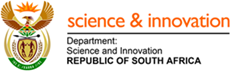 science & innovation
Department:
Science and Innovation
REPUBLIC OF SOUTH AFRICA